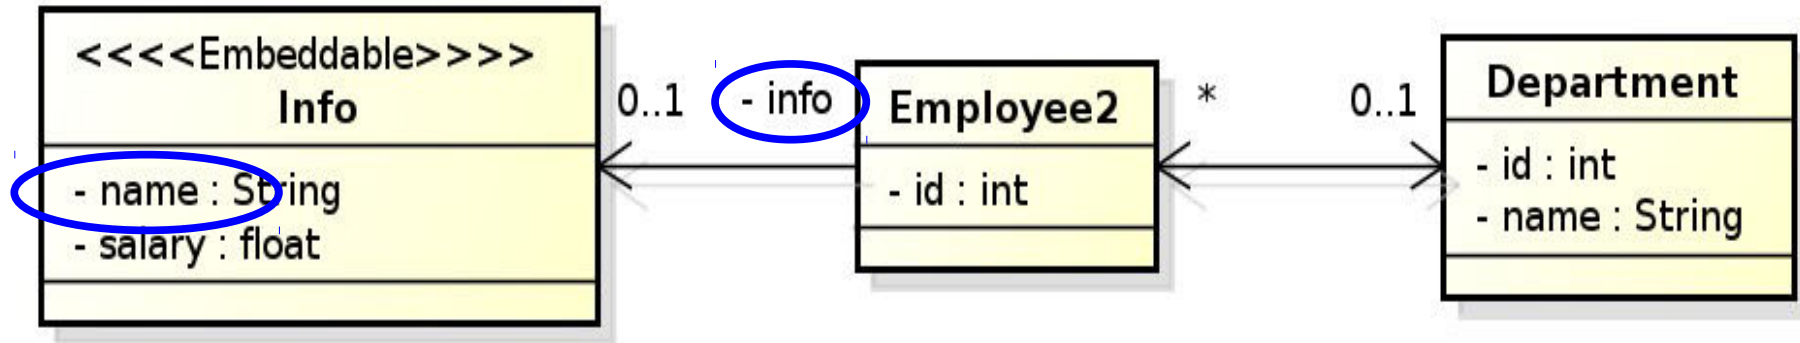 <<<<Embeddable>>>>
Info
- name : String
- salary : float
0..1
- info
Employee2
- id : int
*
0..1
Department
- id : int
- name : String